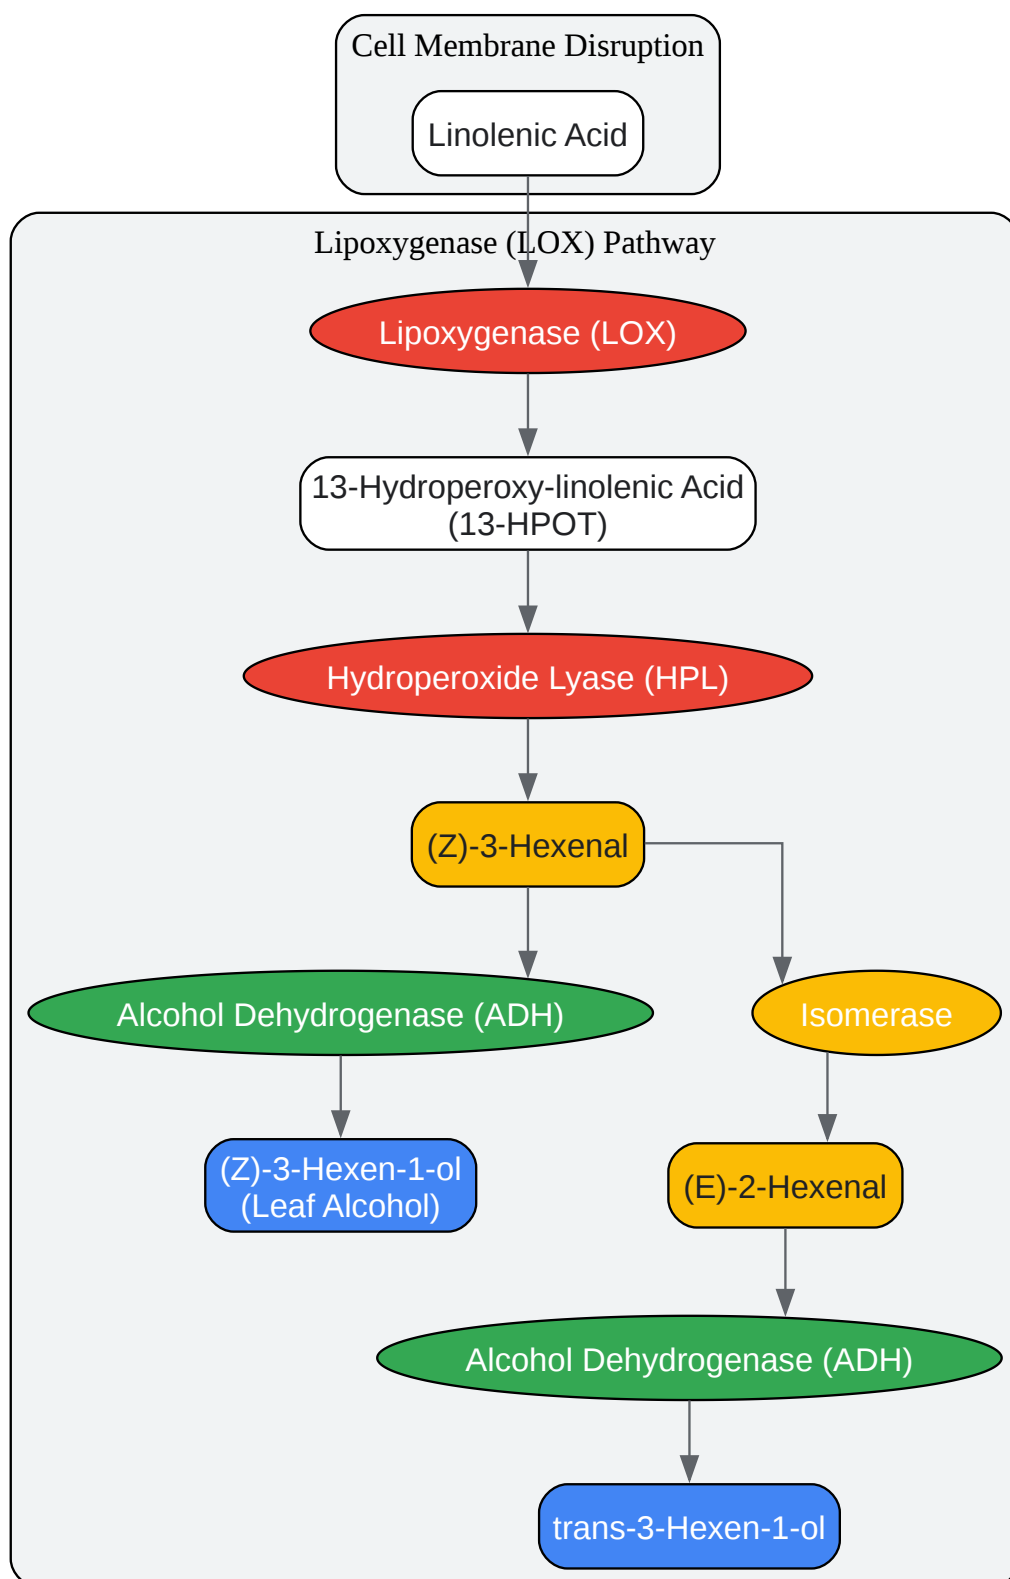 Cell Membrane Disruption
Linolenic Acid
Lipoxygenase (LOX) Pathway
Lipoxygenase (LOX)
13-Hydroperoxy-linolenic Acid
(13-HPOT)
Hydroperoxide Lyase (HPL)
(Z)-3-Hexenal
Alcohol Dehydrogenase (ADH)
Isomerase
(Z)-3-Hexen-1-ol
(Leaf Alcohol)
(E)-2-Hexenal
Alcohol Dehydrogenase (ADH)
trans-3-Hexen-1-ol